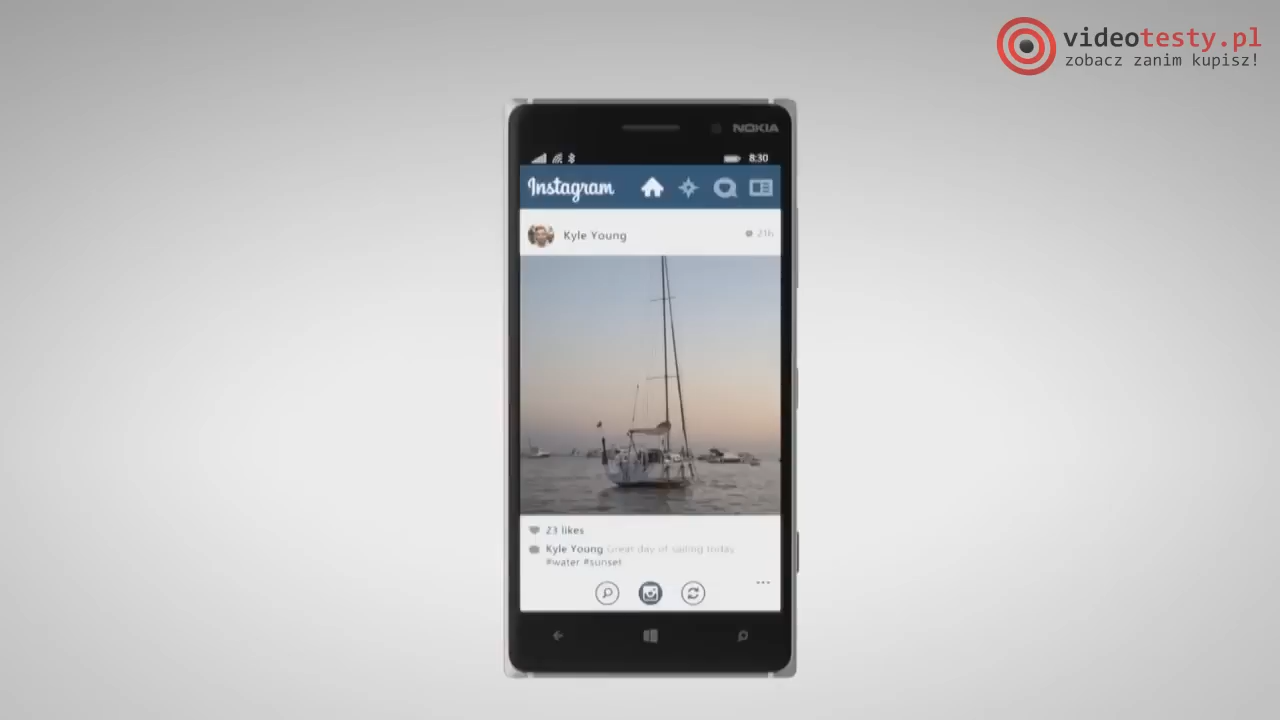 videotesty.pl
zobacz zanim kupisz!
NOKIA
8:30
Instagram
Kyle Young
21h
23 likes
Kyle Young Great day of sailing today
#water #sunset